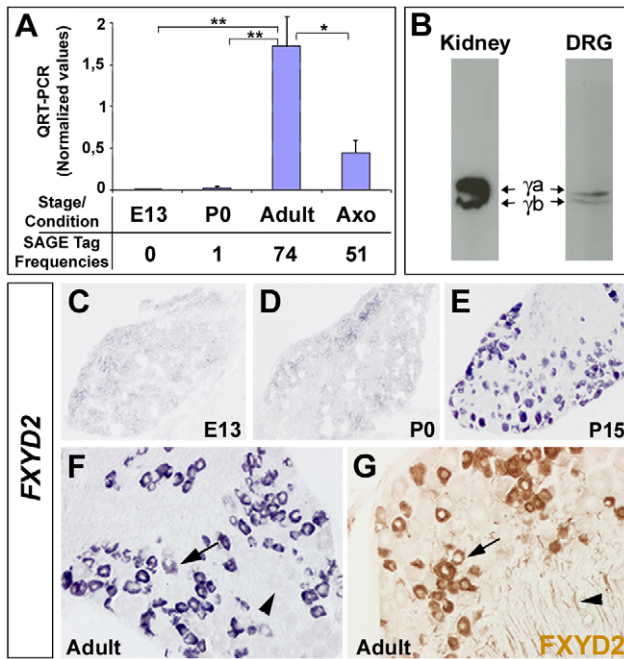 A
QRT-PCR
(Normalized values)
2
1,5
1
0,5
0
**
**
*
Stage/
Condition
E13 P0 Adult Axo
SAGE Tag
Frequencies
0 1 74 51
B
Kidney DRG
γa
γb
FXYD2
C
E13
D
P0
E
P15
F
Adult
G
Adult
FXYD2